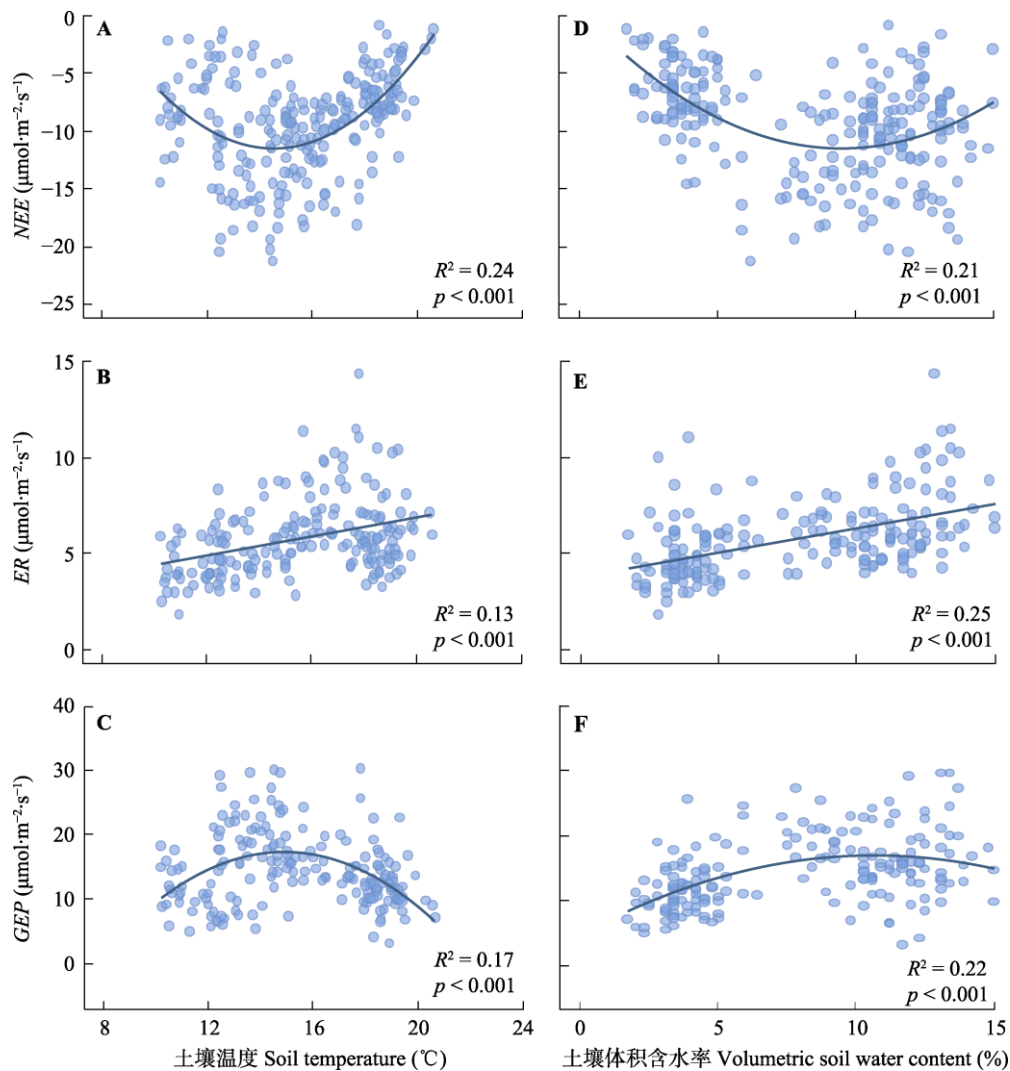 A
0
−5
−10
−15
−20
−25
NEE (μmol·m⁻²·s⁻¹)
R² = 0.24
p < 0.001
D
R² = 0.21
p < 0.001
B
15
10
5
0
ER (μmol·m⁻²·s⁻¹)
R² = 0.13
p < 0.001
E
R² = 0.25
p < 0.001
C
40
30
20
10
0
GEP (μmol·m⁻²·s⁻¹)
R² = 0.17
p < 0.001
8 12 16 20 24
土壤温度 Soil temperature (℃)
F
R² = 0.22
p < 0.001
0 5 10 15
土壤体积含水率 Volumetric soil water content (%)